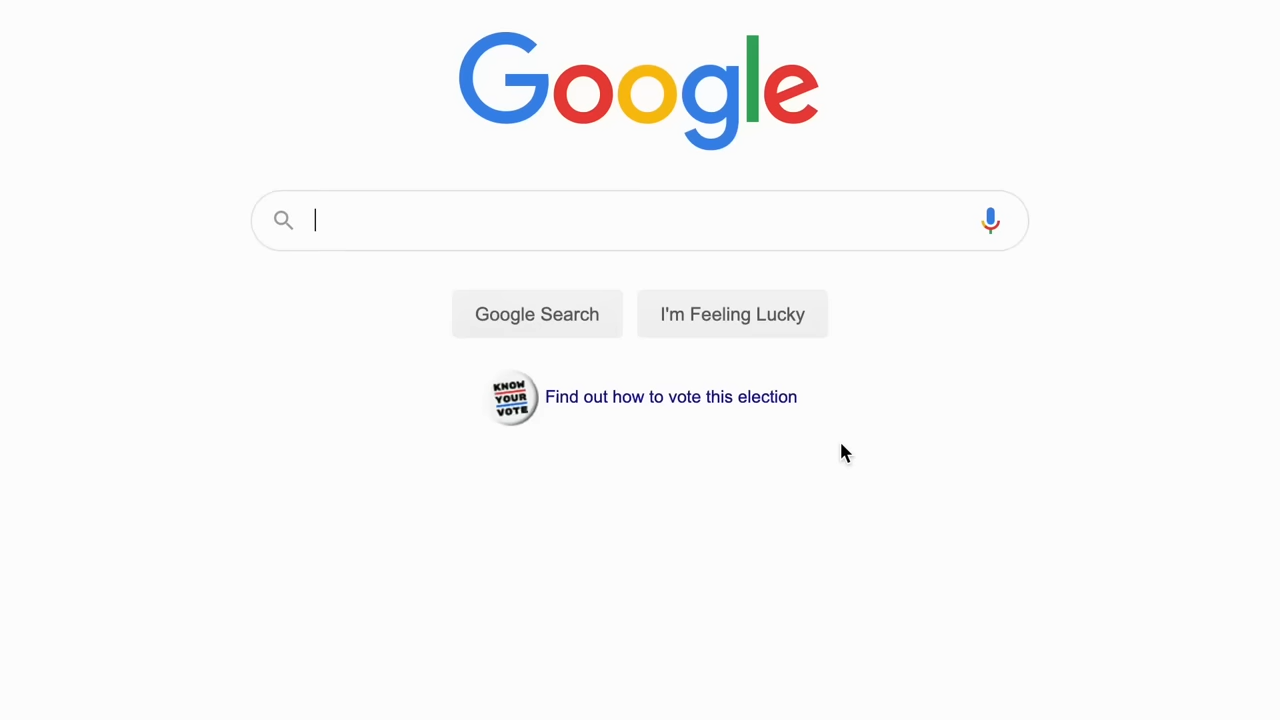 Google
Google Search
I'm Feeling Lucky
KNOW
YOUR
VOTE
Find out how to vote this election